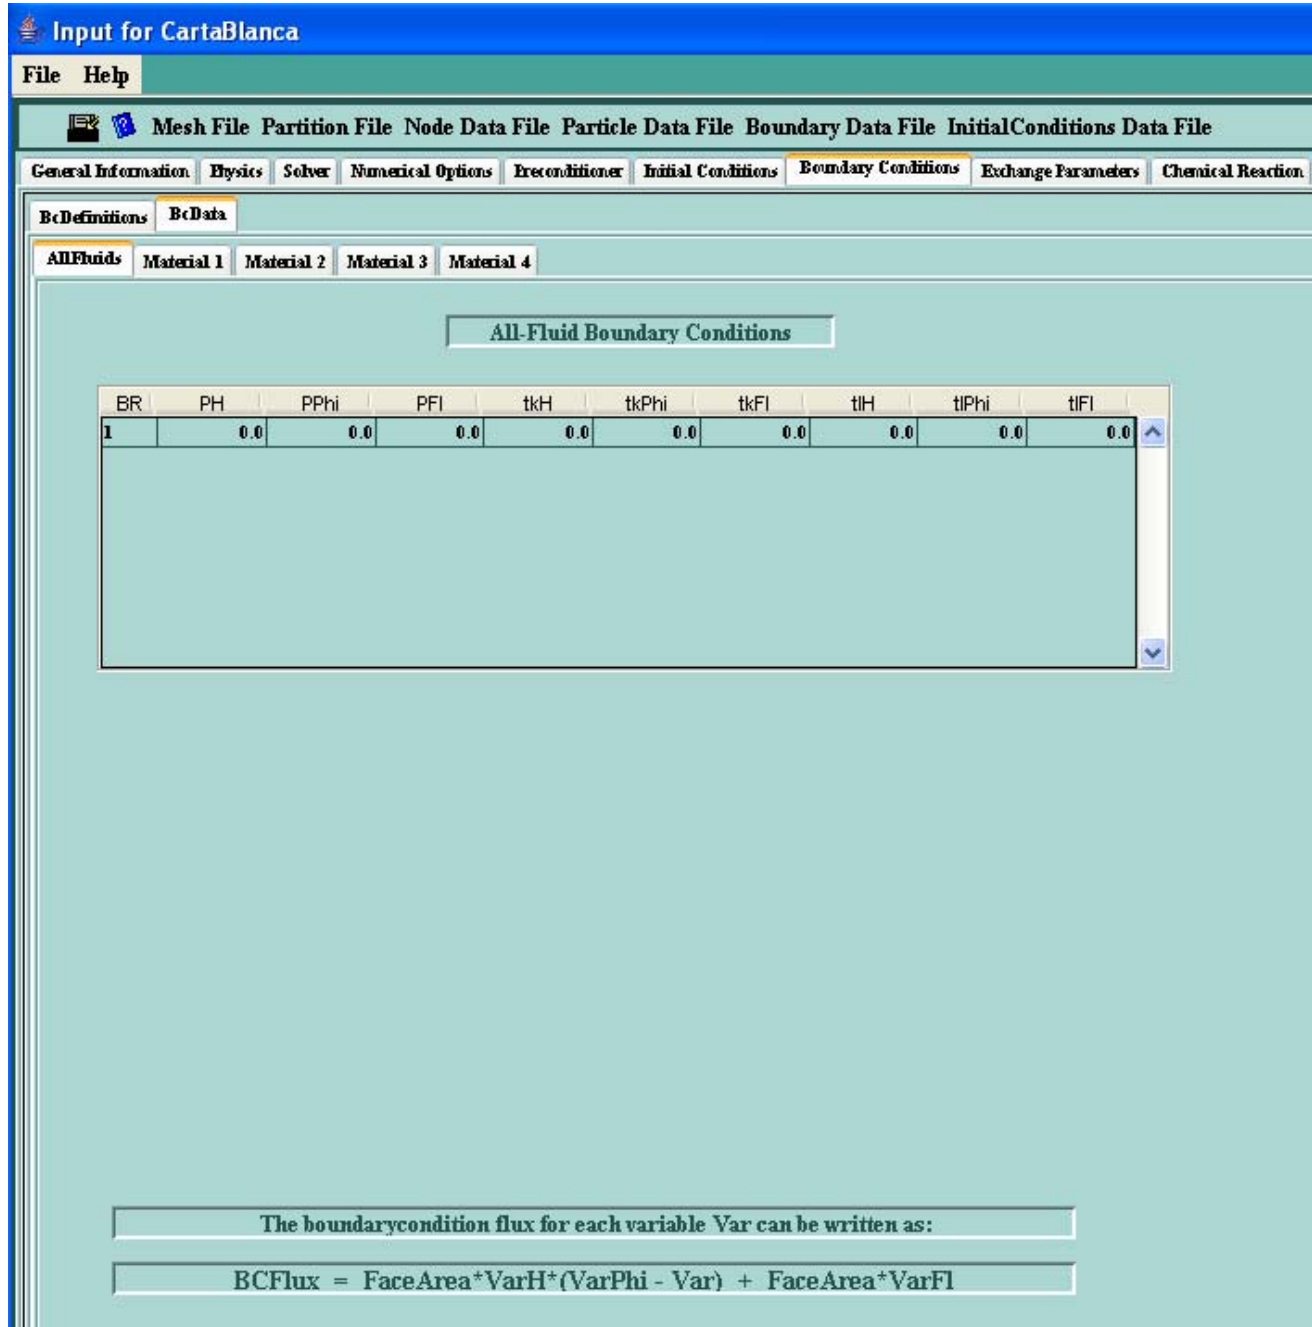 Input for CartaBlanca
File Help
Mesh File Partition File Node Data File Particle Data File Boundary Data File InitialConditions Data File
General Information Physics Solver Numerical Options Preconditioner Initial Conditions Boundary Conditions Exchange Parameters Chemical Reaction
BcDefinitions BcData
AllFluids Material 1 Material 2 Material 3 Material 4
All-Fluid Boundary Conditions
BR PH PPhi PFl tkH tkPhi tkFl tlH tlPhi tlFl
1 0.0 0.0 0.0 0.0 0.0 0.0 0.0 0.0 0.0
The boundarycondition flux for each variable Var can be written as:
BCFlux = FaceArea*VarH*(VarPhi - Var) + FaceArea*VarFl